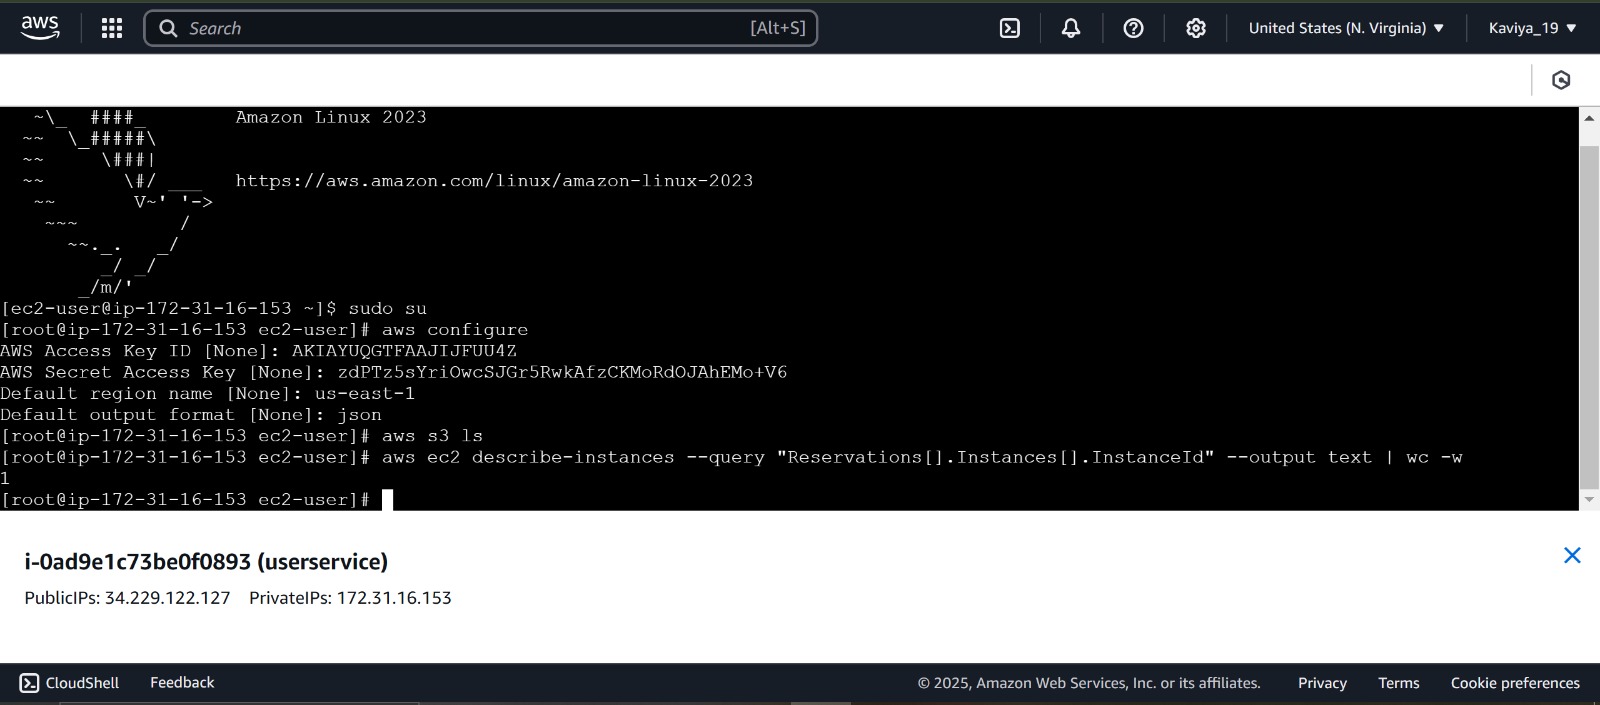 aws
Search [Alt+S]
United States (N. Virginia)
Kaviya_19
~\_ ####_ Amazon Linux 2023
~~ \_#####\
~~ \###|
~~ \#/ ___ https://aws.amazon.com/linux/amazon-linux-2023
~~ V~' '->
~~~ /
~~._. _/
_/ _/
_/m/'
[ec2-user@ip-172-31-16-153 ~]$ sudo su
[root@ip-172-31-16-153 ec2-user]# aws configure
AWS Access Key ID [None]: AKIAYUQGTFAAJIJFUU4Z
AWS Secret Access Key [None]: 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
Default region name [None]: us-east-1
Default output format [None]: json
[root@ip-172-31-16-153 ec2-user]# aws s3 ls
[root@ip-172-31-16-153 ec2-user]# aws ec2 describe-instances --query "Reservations[].Instances[].InstanceId" --output text | wc -w
1
[root@ip-172-31-16-153 ec2-user]#
i-0ad9e1c73be0f0893 (userservice)
PublicIPs: 34.229.122.127 PrivateIPs: 172.31.16.153
CloudShell Feedback © 2025, Amazon Web Services, Inc. or its affiliates. Privacy Terms Cookie preferences